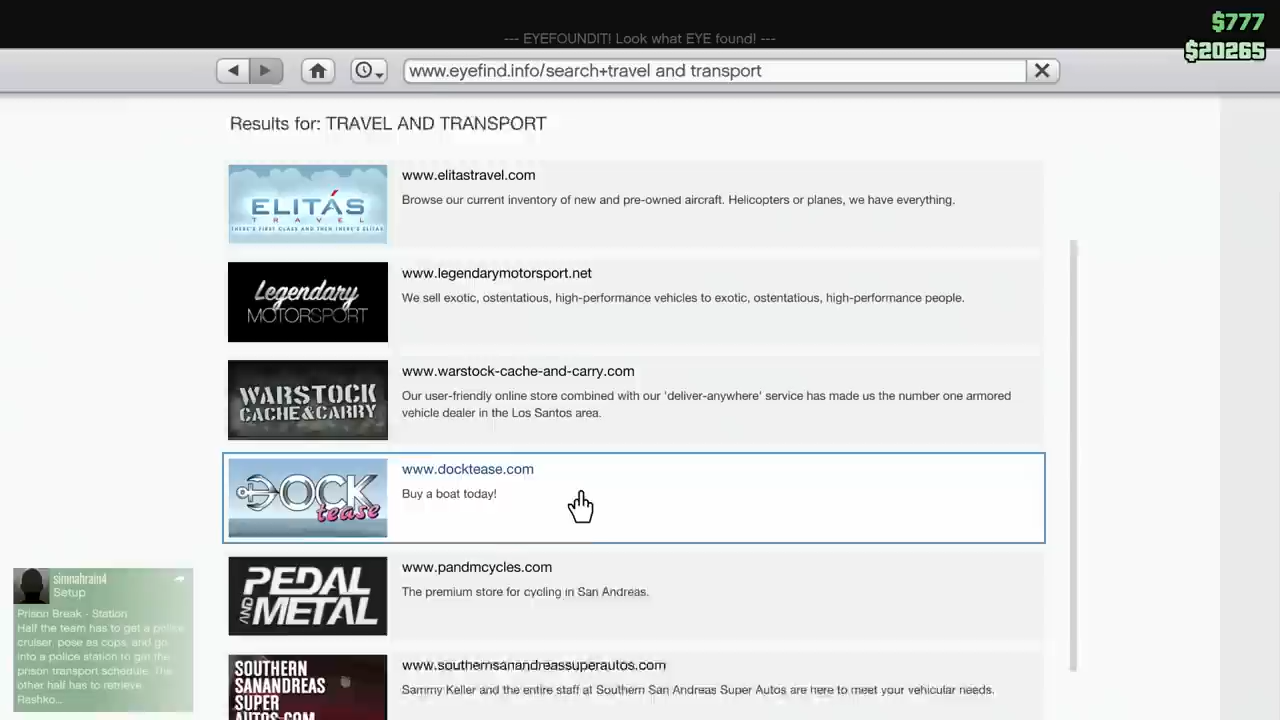 $777
--- EYEFOUNDIT! Look what EYE found! ---
$20265
www.eyefind.info/search+travel and transport
Results for: TRAVEL AND TRANSPORT
ELITÁS
TRAVEL
THERE'S FIRST CLASS AND THEN THERE'S ELITÁS
www.elitastravel.com
Browse our current inventory of new and pre-owned aircraft. Helicopters or planes, we have everything.
Legendary
MOTORSPORT
www.legendarymotorsport.net
We sell exotic, ostentatious, high-performance vehicles to exotic, ostentatious, high-performance people.
WARSTOCK
CACHE&CARRY
www.warstock-cache-and-carry.com
Our user-friendly online store combined with our 'deliver-anywhere' service has made us the number one armored
vehicle dealer in the Los Santos area.
DOCK
tease
www.docktease.com
Buy a boat today!
PEDAL
AND METAL
www.pandmcycles.com
The premium store for cycling in San Andreas.
SOUTHERN
SANANDREAS
SUPER
AUTOS.COM
www.southernsanandreassuperautos.com
Sammy Keller and the entire staff at Southern San Andreas Super Autos are here to meet your vehicular needs.
simnahrain4
Setup
Prison Break - Station
Half the team has to get a police
cruiser, pose as cops, and go
into a police station to get the
prison transport schedule. The
other half has to retrieve
Rashko...